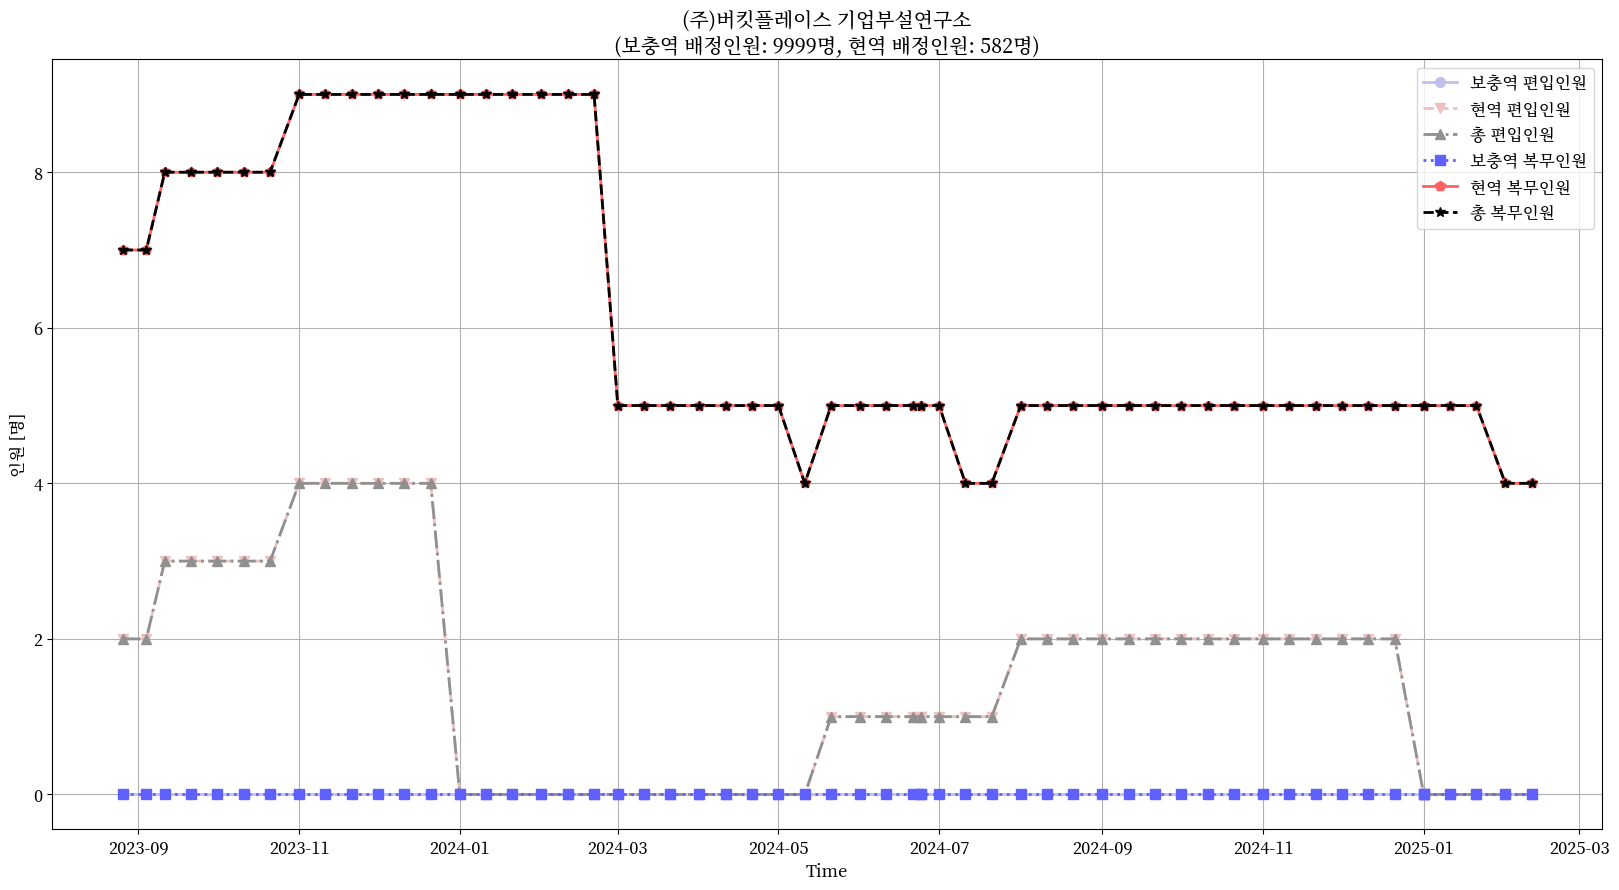 (주)버킷플레이스 기업부설연구소
(보충역 배정인원: 9999명, 현역 배정인원: 582명)
보충역 편입인원
현역 편입인원
총 편입인원
보충역 복무인원
현역 복무인원
총 복무인원
인원 [명]
8
6
4
2
0
2023-09 2023-11 2024-01 2024-03 2024-05 2024-07 2024-09 2024-11 2025-01 2025-03
Time